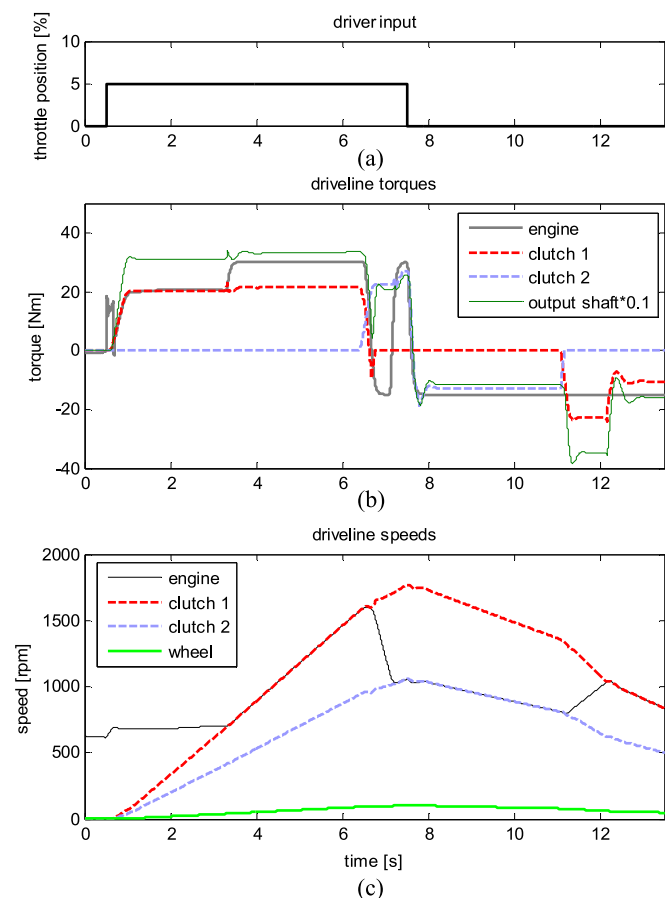 driver input
throttle position [%]
10
5
0
0 2 4 6 8 10 12
(a)
driveline torques
torque [Nm]
40
20
0
-20
-40
engine
clutch 1
clutch 2
output shaft*0.1
0 2 4 6 8 10 12
(b)
driveline speeds
speed [rpm]
2000
1500
1000
500
0
engine
clutch 1
clutch 2
wheel
0 2 4 6 8 10 12
time [s]
(c)